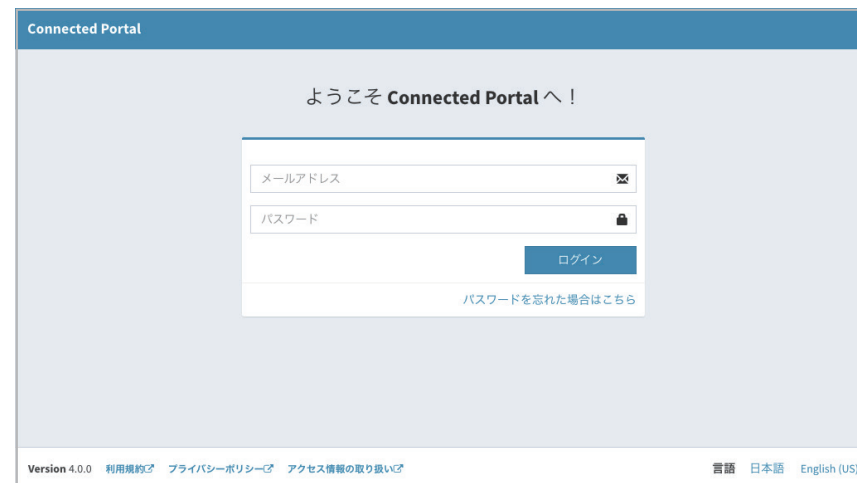 Connected Portal
ようこそ Connected Portal へ！
メールアドレス
パスワード
ログイン
パスワードを忘れた場合はこちら
Version 4.0.0 利用規約 プライバシーポリシー アクセス情報の取り扱い 言語 日本語 English (US)